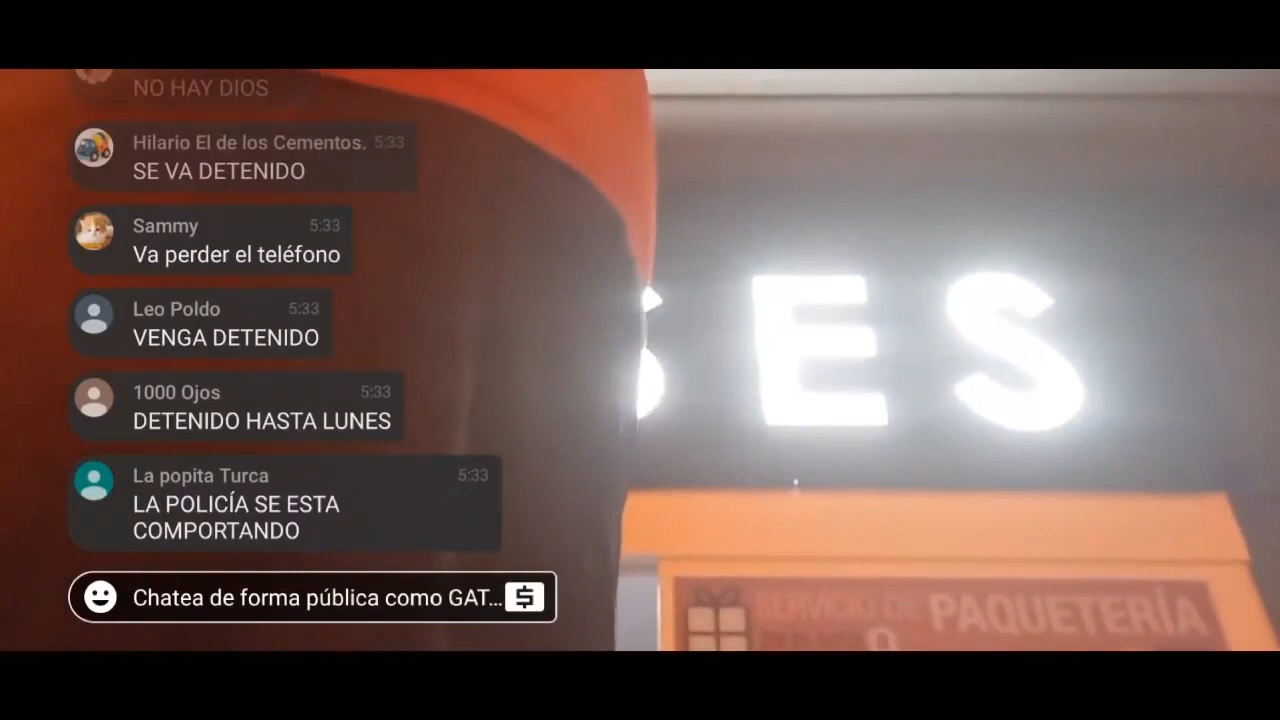 NO HAY DIOS
Hilario El de los Cementos. 5:33
SE VA DETENIDO
Sammy 5:33
Va perder el teléfono
Leo Poldo 5:33
VENGA DETENIDO
1000 Ojos 5:33
DETENIDO HASTA LUNES
La popita Turca 5:33
LA POLICÍA SE ESTA
COMPORTANDO
Chatea de forma pública como GAT...
ES
SERVICIO DE PAQUETERÍA